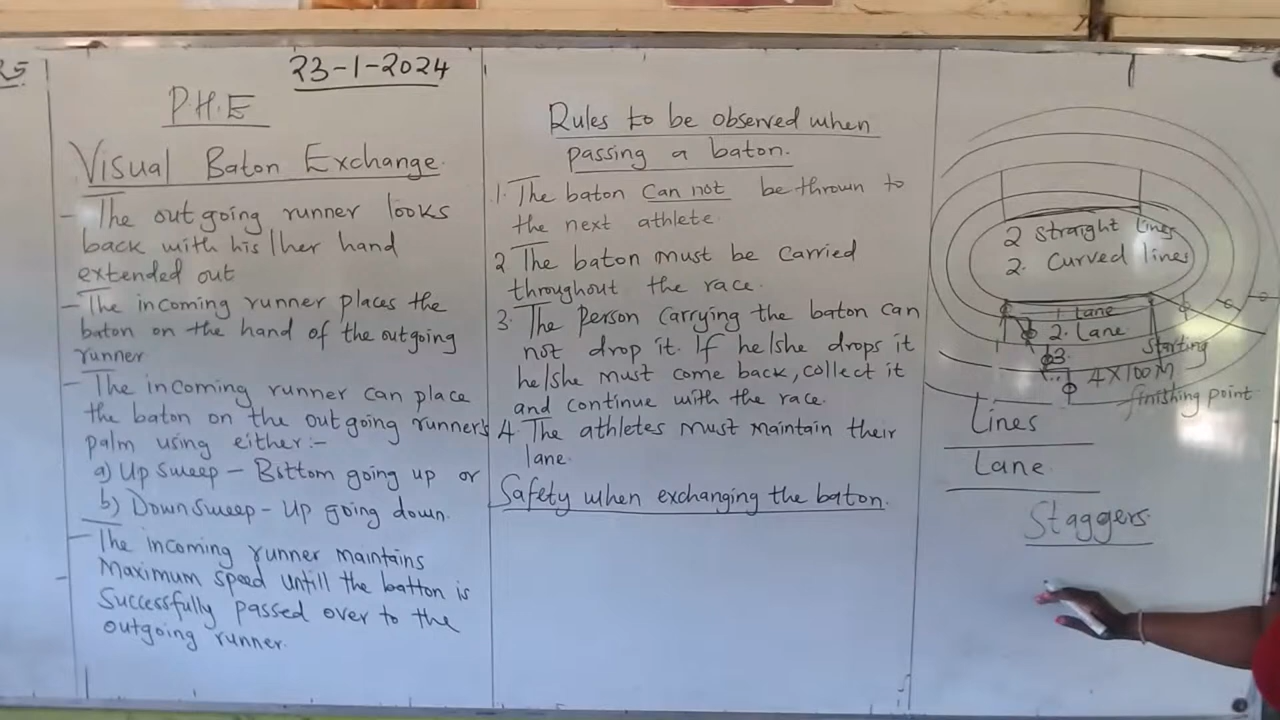 23-1-2024
P.H.E
Visual Baton Exchange.
- The out going runner looks
back with his/her hand
extended out
- The incoming runner places the
baton on the hand of the outgoing
runner
- The incoming runner can place
the baton on the out going runner's
palm using either:-
a) Up sweep - Bottom going up or
b) Down sweep - Up going down.
- The incoming runner maintains
Maximum speed untill the batton is
Successfully passed over to the
outgoing runner.
Rules to be observed when
passing a baton.
1. The baton can not be thrown to
the next athlete.
2 The baton must be carried
throughout the race.
3. The person carrying the baton can
not drop it. If he/she drops it
he/she must come back, collect it
and continue with the race.
4. The athletes must maintain their
lane.
Safety when exchanging the baton.
2 straight lines
2. curved lines
1 Lane
2. Lane
3.
starting
4X100M
finishing point
Lines
Lane
Staggers